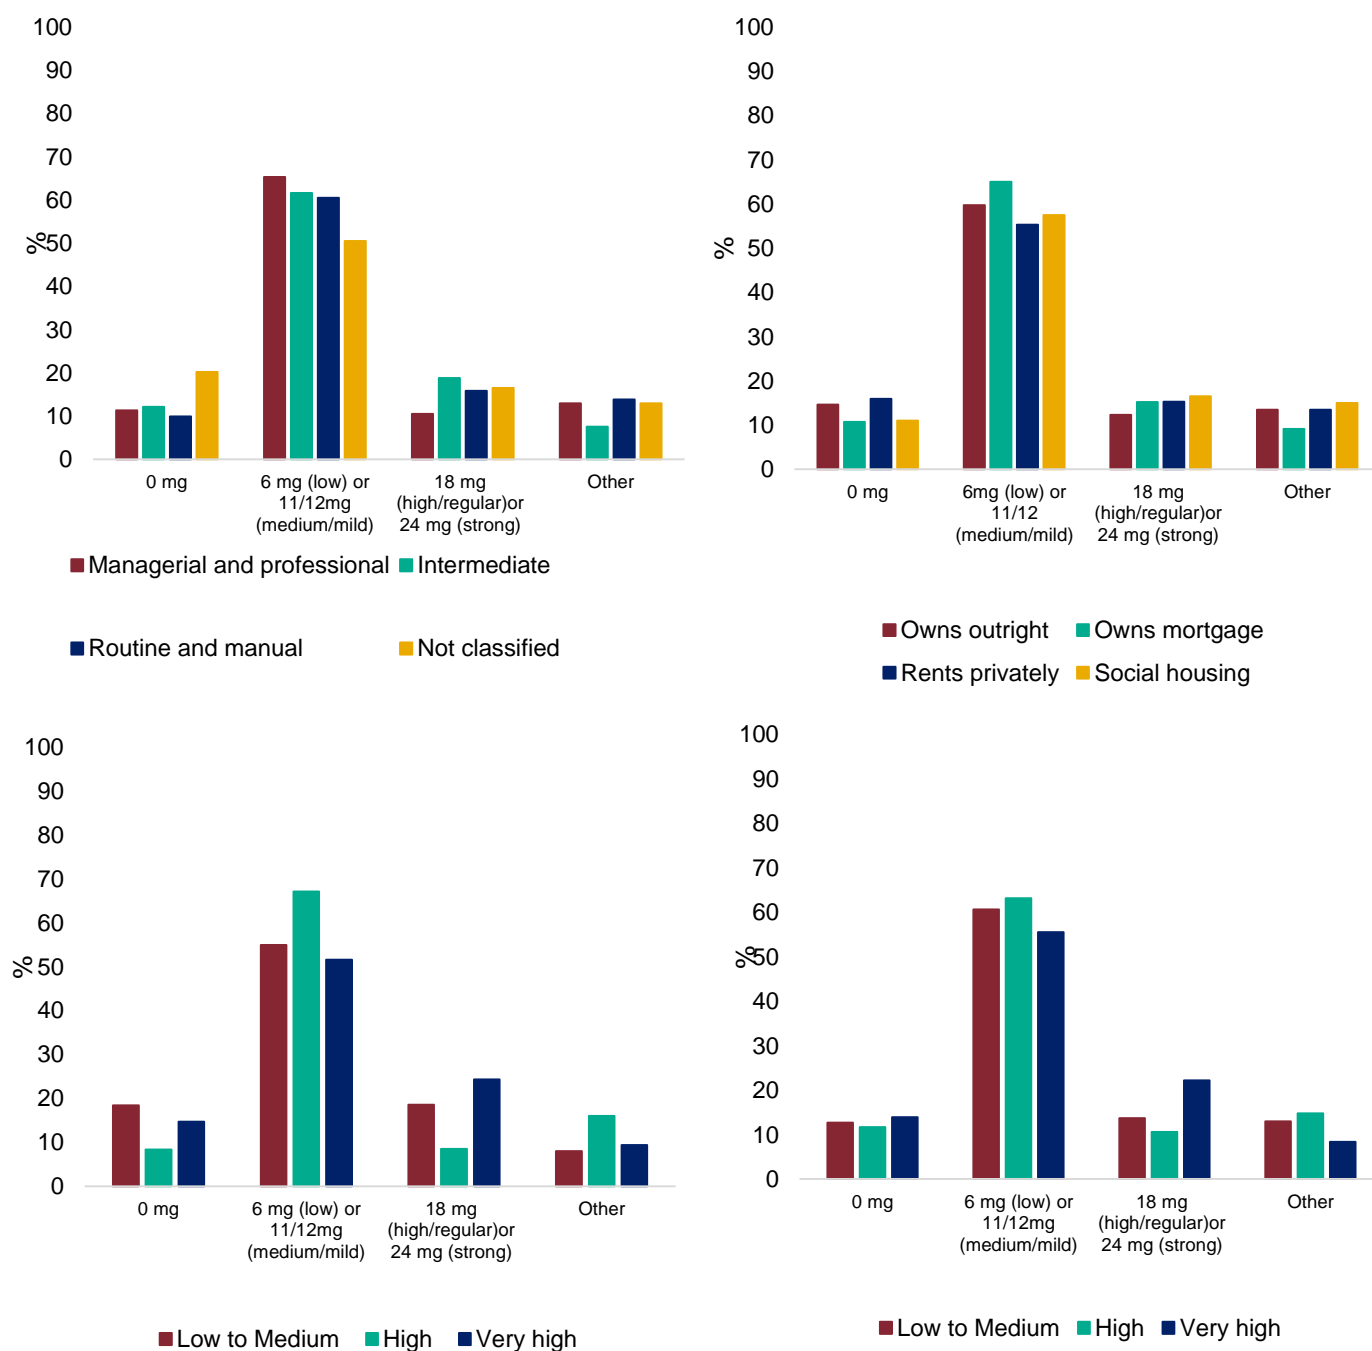 100
90
80
70
60
50
40
30
20
10
0
%
0 mg
6 mg (low) or
11/12mg
(medium/mild)
18 mg
(high/regular)or
24 mg (strong)
Other
Managerial and professional
Intermediate
Routine and manual
Not classified
100
90
80
70
60
50
40
30
20
10
0
%
0 mg
6mg (low) or
11/12
(medium/mild)
18 mg
(high/regular)or
24 mg (strong)
Other
Owns outright
Owns mortgage
Rents privately
Social housing
100
90
80
70
60
50
40
30
20
10
0
%
0 mg
6 mg (low) or
11/12mg
(medium/mild)
18 mg
(high/regular)or
24 mg (strong)
Other
Low to Medium
High
Very high
100
90
80
70
60
50
40
30
20
10
0
%
0 mg
6 mg (low) or
11/12mg
(medium/mild)
18 mg
(high/regular)or
24 mg (strong)
Other
Low to Medium
High
Very high